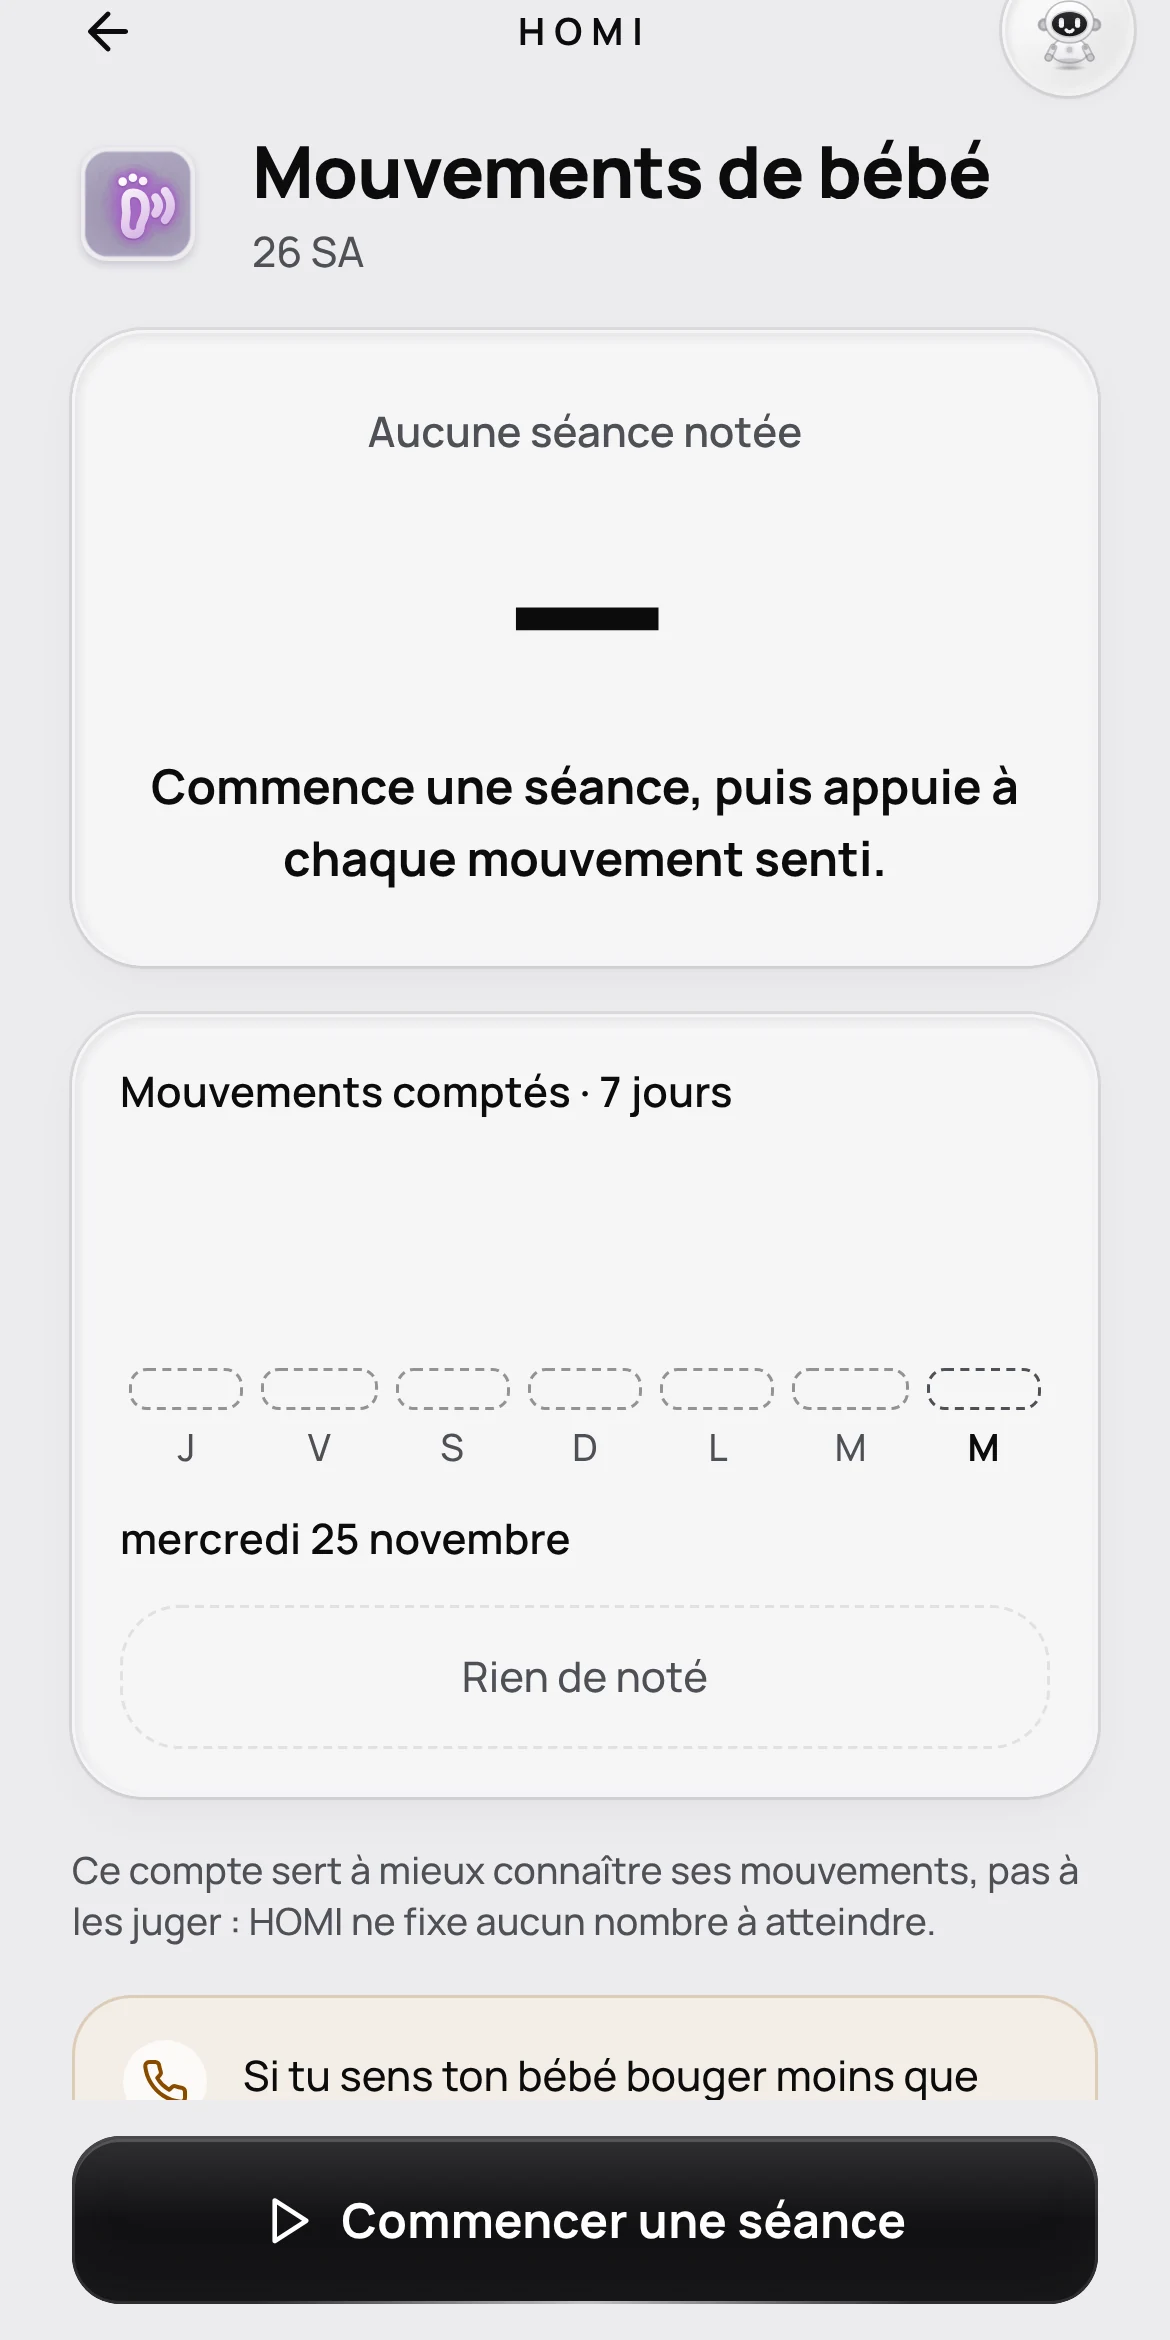 HOMI
Mouvements de bébé
26 SA
Aucune séance notée
Commence une séance, puis appuie à
chaque mouvement senti.
Mouvements comptés · 7 jours
J V S D L M M
mercredi 25 novembre
Rien de noté
Ce compte sert à mieux connaître ses mouvements, pas à
les juger : HOMI ne fixe aucun nombre à atteindre.
Si tu sens ton bébé bouger moins que
Commencer une séance